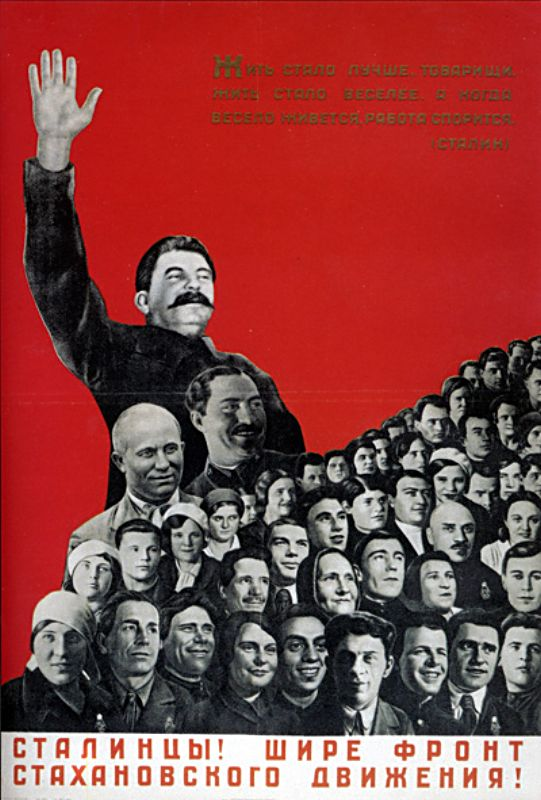 Жить стало лучше, товарищи.
Жить стало веселее. А когда
весело живется, работа спорится.
(Сталин)
СТАЛИНЦЫ! ШИРЕ ФРОНТ
СТАХАНОВСКОГО ДВИЖЕНИЯ!